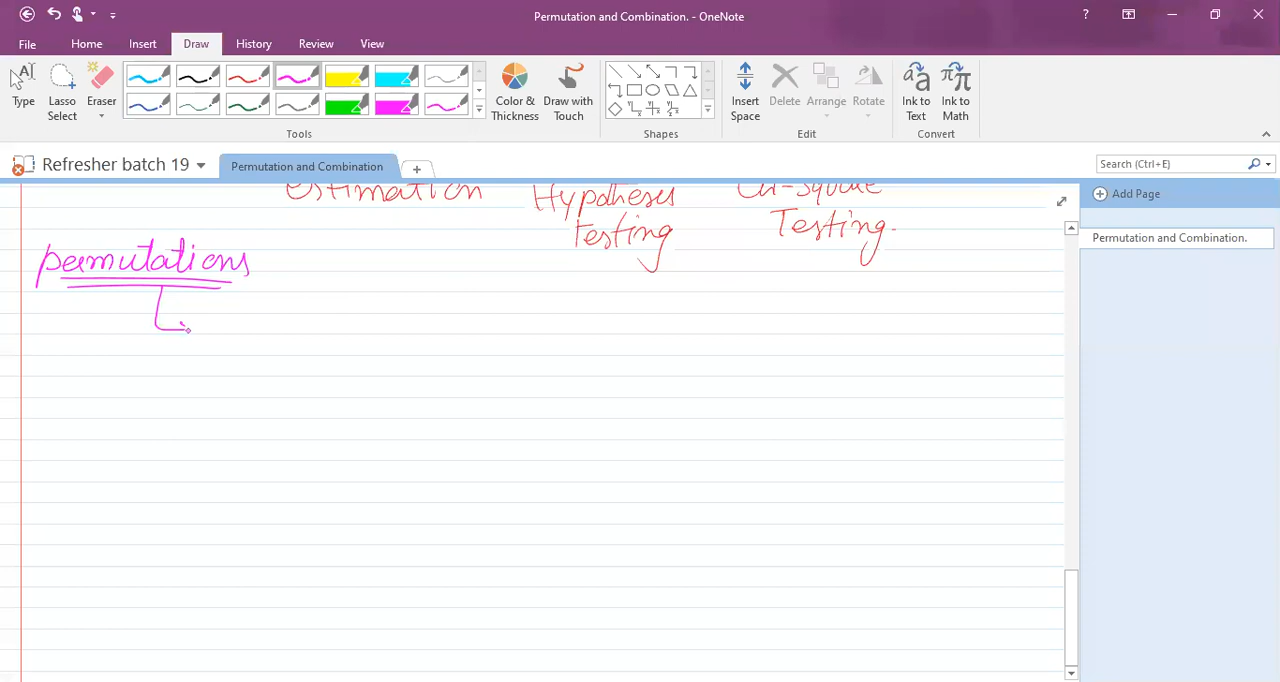 Permutation and Combination. - OneNote
?
File Home Insert Draw History Review View
Type
Lasso Select
Eraser
Color & Thickness
Draw with Touch
Insert Space
Delete
Arrange
Rotate
Ink to Text
Ink to Math
Tools
Shapes
Edit
Convert
Refresher batch 19
Permutation and Combination
Search (Ctrl+E)
Add Page
Permutation and Combination.
estimation
Hypotheses
Testing
Testing.
permutations